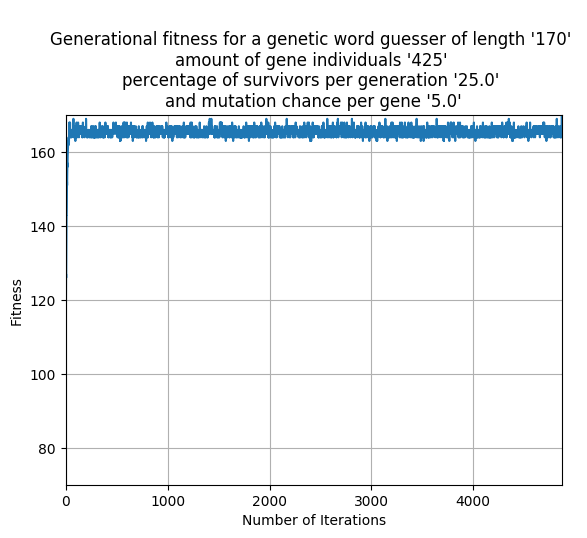 Generational fitness for a genetic word guesser of length '170'
amount of gene individuals '425'
percentage of survivors per generation '25.0'
and mutation chance per gene '5.0'
160
140
120
100
80
Fitness
0 1000 2000 3000 4000
Number of Iterations